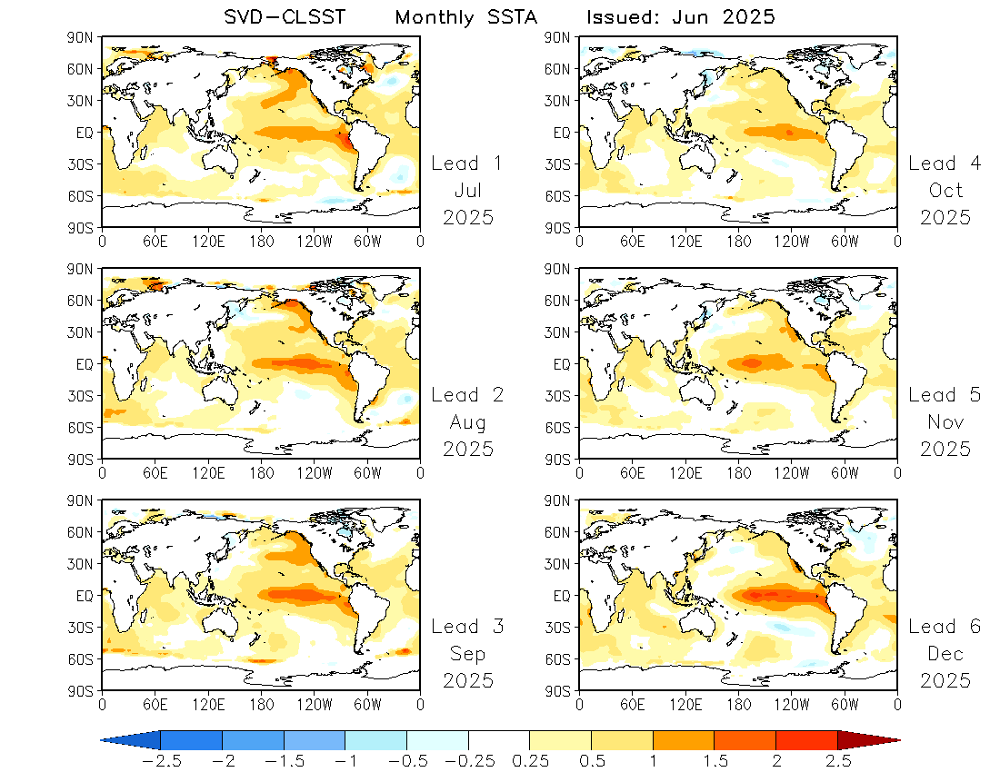 SVD-CLSST Monthly SSTA Issued: Jun 2025
90N
60N
30N
EQ
30S
60S
90S
0 60E 120E 180 120W 60W 0
Lead 1
Jul
2025
90N
60N
30N
EQ
30S
60S
90S
0 60E 120E 180 120W 60W 0
Lead 4
Oct
2025
90N
60N
30N
EQ
30S
60S
90S
0 60E 120E 180 120W 60W 0
Lead 2
Aug
2025
90N
60N
30N
EQ
30S
60S
90S
0 60E 120E 180 120W 60W 0
Lead 5
Nov
2025
90N
60N
30N
EQ
30S
60S
90S
0 60E 120E 180 120W 60W 0
Lead 3
Sep
2025
90N
60N
30N
EQ
30S
60S
90S
0 60E 120E 180 120W 60W 0
Lead 6
Dec
2025
-2.5 -2 -1.5 -1 -0.5 -0.25 0.25 0.5 1 1.5 2 2.5